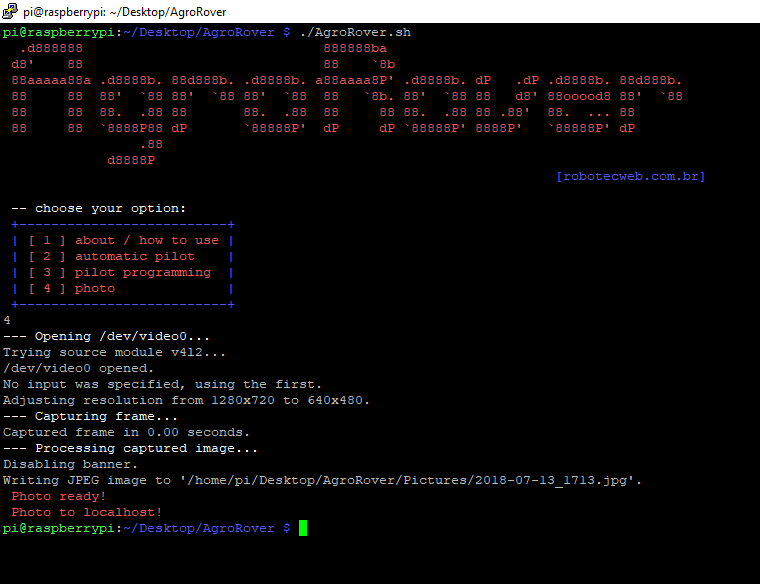 pi@raspberrypi: ~/Desktop/AgroRover
pi@raspberrypi:~/Desktop/AgroRover $ ./AgroRover.sh
  .d888888                              888888ba
 d8'    88                              88    `8b
 88aaaaa88a .d8888b. 88d888b. .d8888b. a88aaaa8P' .d8888b. dP   .dP .d8888b. 88d888b.
 88     88  88'  `88 88'  `88 88'  `88  88   `8b. 88'  `88 88   d8' 88ooood8 88'  `88
 88     88  88.  .88 88       88.  .88  88     88 88.  .88 88 .88'  88.  ... 88
 88     88  `8888P88 dP       `88888P'  dP     dP `88888P' 8888P'   `88888P' dP
                 .88
             d8888P
[robotecweb.com.br]
-- choose your option:
+--------------------------+
| [ 1 ] about / how to use |
| [ 2 ] automatic pilot    |
| [ 3 ] pilot programming  |
| [ 4 ] photo              |
+--------------------------+
4
--- Opening /dev/video0...
Trying source module v4l2...
/dev/video0 opened.
No input was specified, using the first.
Adjusting resolution from 1280x720 to 640x480.
--- Capturing frame...
Captured frame in 0.00 seconds.
--- Processing captured image...
Disabling banner.
Writing JPEG image to '/home/pi/Desktop/AgroRover/Pictures/2018-07-13_1713.jpg'.
Photo ready!
Photo to localhost!
pi@raspberrypi:~/Desktop/AgroRover $